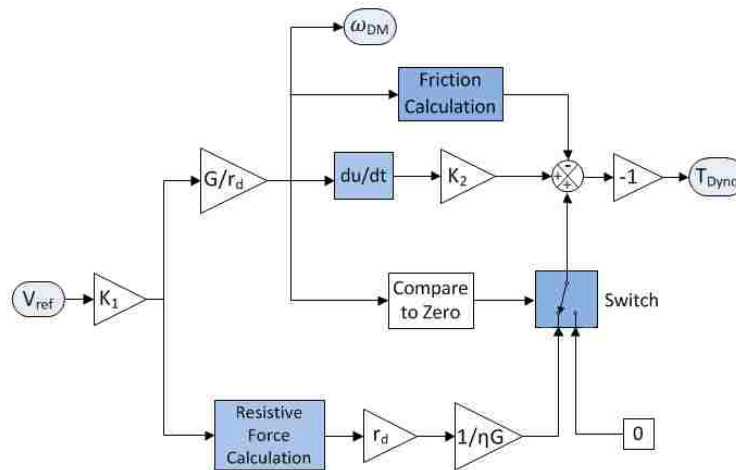 ω_DM
Friction
Calculation
G/r_d
du/dt
K_2
-
+
+
-1
T_Dyno
V_ref
K_1
Compare
to Zero
Switch
Resistive
Force
Calculation
r_d
1/ηG
0